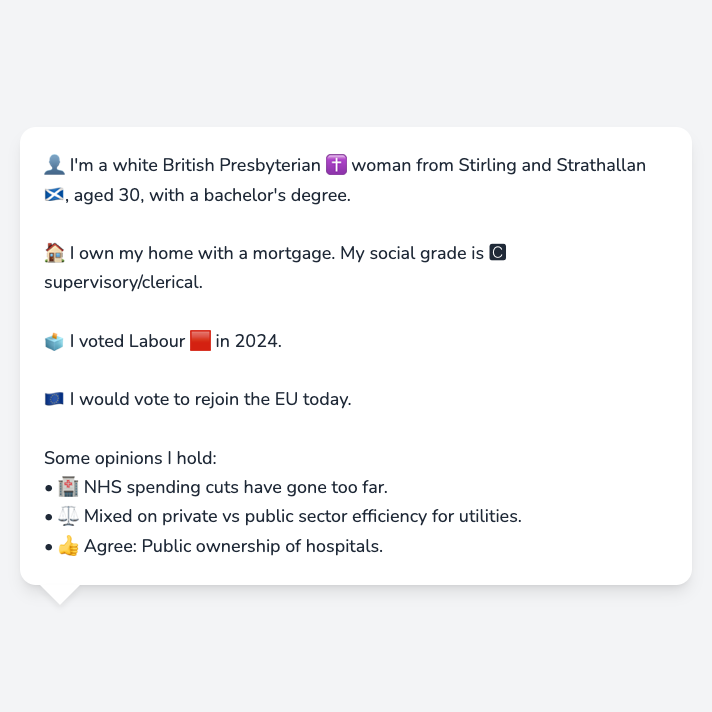 👤 I'm a white British Presbyterian ✝️ woman from Stirling and Strathallan
🏴󠁧󠁢󠁳󠁣󠁴󠁿, aged 30, with a bachelor's degree.
🏠 I own my home with a mortgage. My social grade is 🅲
supervisory/clerical.
🗳️ I voted Labour 🟥 in 2024.
🇪🇺 I would vote to rejoin the EU today.
Some opinions I hold:
• 🏥 NHS spending cuts have gone too far.
• ⚖️ Mixed on private vs public sector efficiency for utilities.
• 👍 Agree: Public ownership of hospitals.